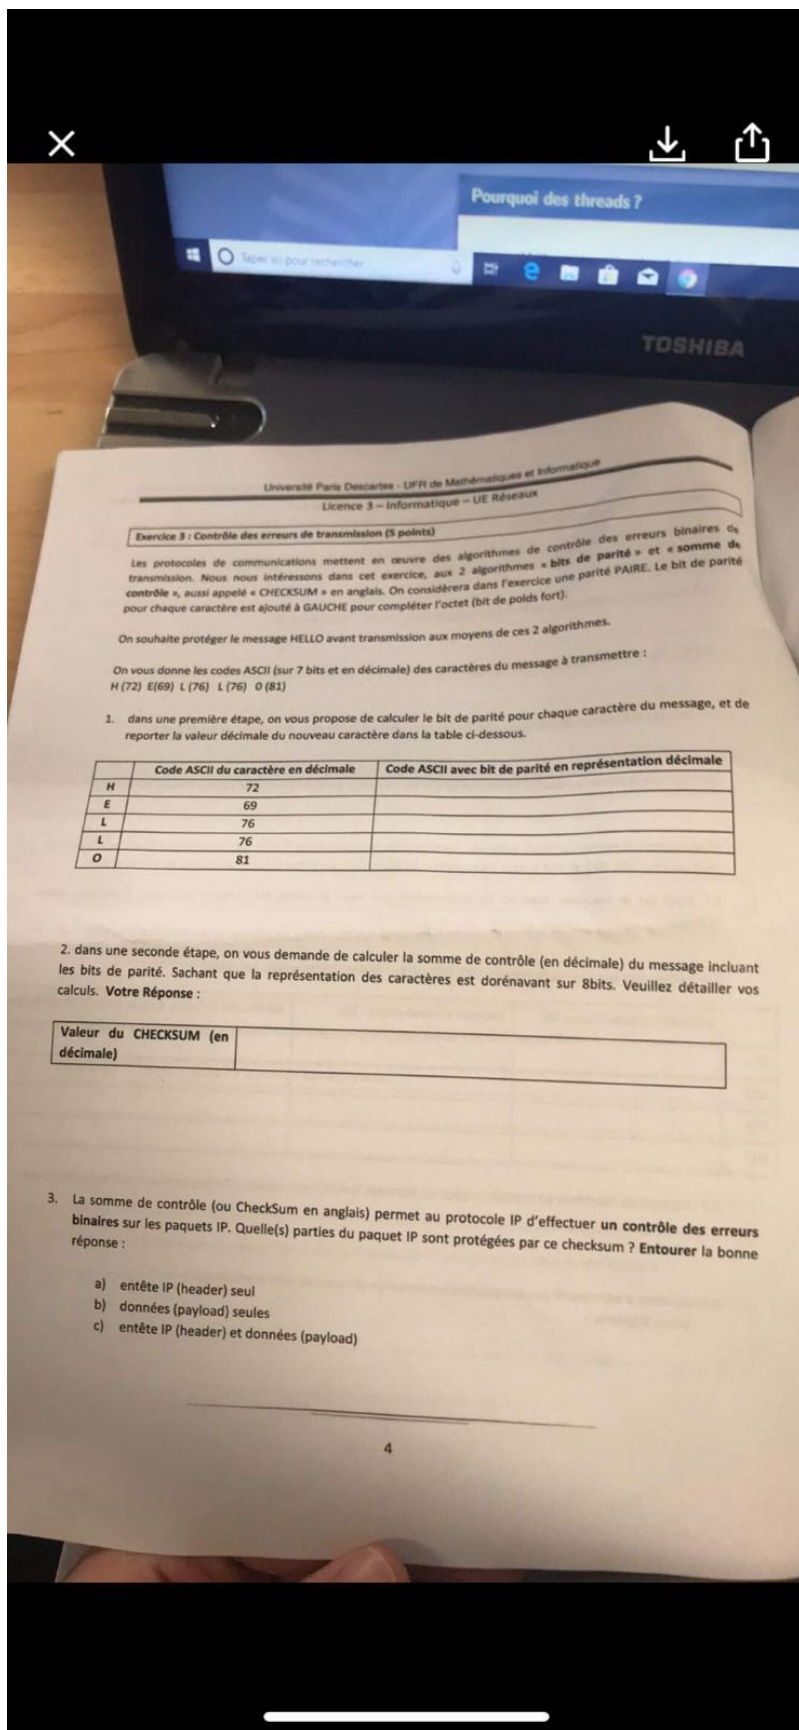 Pourquoi des threads ?
Taper ici pour rechercher
TOSHIBA
Université Paris Descartes - UFR de Mathématiques et Informatique
Licence 3 – Informatique – UE Réseaux
Exercice 3 : Contrôle des erreurs de transmission (5 points)
Les protocoles de communications mettent en œuvre des algorithmes de contrôle des erreurs binaires de
transmission. Nous nous intéressons dans cet exercice, aux 2 algorithmes « bits de parité » et « somme de
contrôle », aussi appelé « CHECKSUM » en anglais. On considèrera dans l'exercice une parité PAIRE. Le bit de parité
pour chaque caractère est ajouté à GAUCHE pour compléter l'octet (bit de poids fort).
On souhaite protéger le message HELLO avant transmission aux moyens de ces 2 algorithmes.
On vous donne les codes ASCII (sur 7 bits et en décimale) des caractères du message à transmettre :
H (72) E(69) L (76) L (76) O (81)
1. dans une première étape, on vous propose de calculer le bit de parité pour chaque caractère du message, et de
reporter la valeur décimale du nouveau caractère dans la table ci-dessous.
Code ASCII du caractère en décimale Code ASCII avec bit de parité en représentation décimale
H 72
E 69
L 76
L 76
O 81
2. dans une seconde étape, on vous demande de calculer la somme de contrôle (en décimale) du message incluant
les bits de parité. Sachant que la représentation des caractères est dorénavant sur 8bits. Veuillez détailler vos
calculs. Votre Réponse :
Valeur du CHECKSUM (en
décimale)
3. La somme de contrôle (ou CheckSum en anglais) permet au protocole IP d'effectuer un contrôle des erreurs
binaires sur les paquets IP. Quelle(s) parties du paquet IP sont protégées par ce checksum ? Entourer la bonne
réponse :
a) entête IP (header) seul
b) données (payload) seules
c) entête IP (header) et données (payload)
4